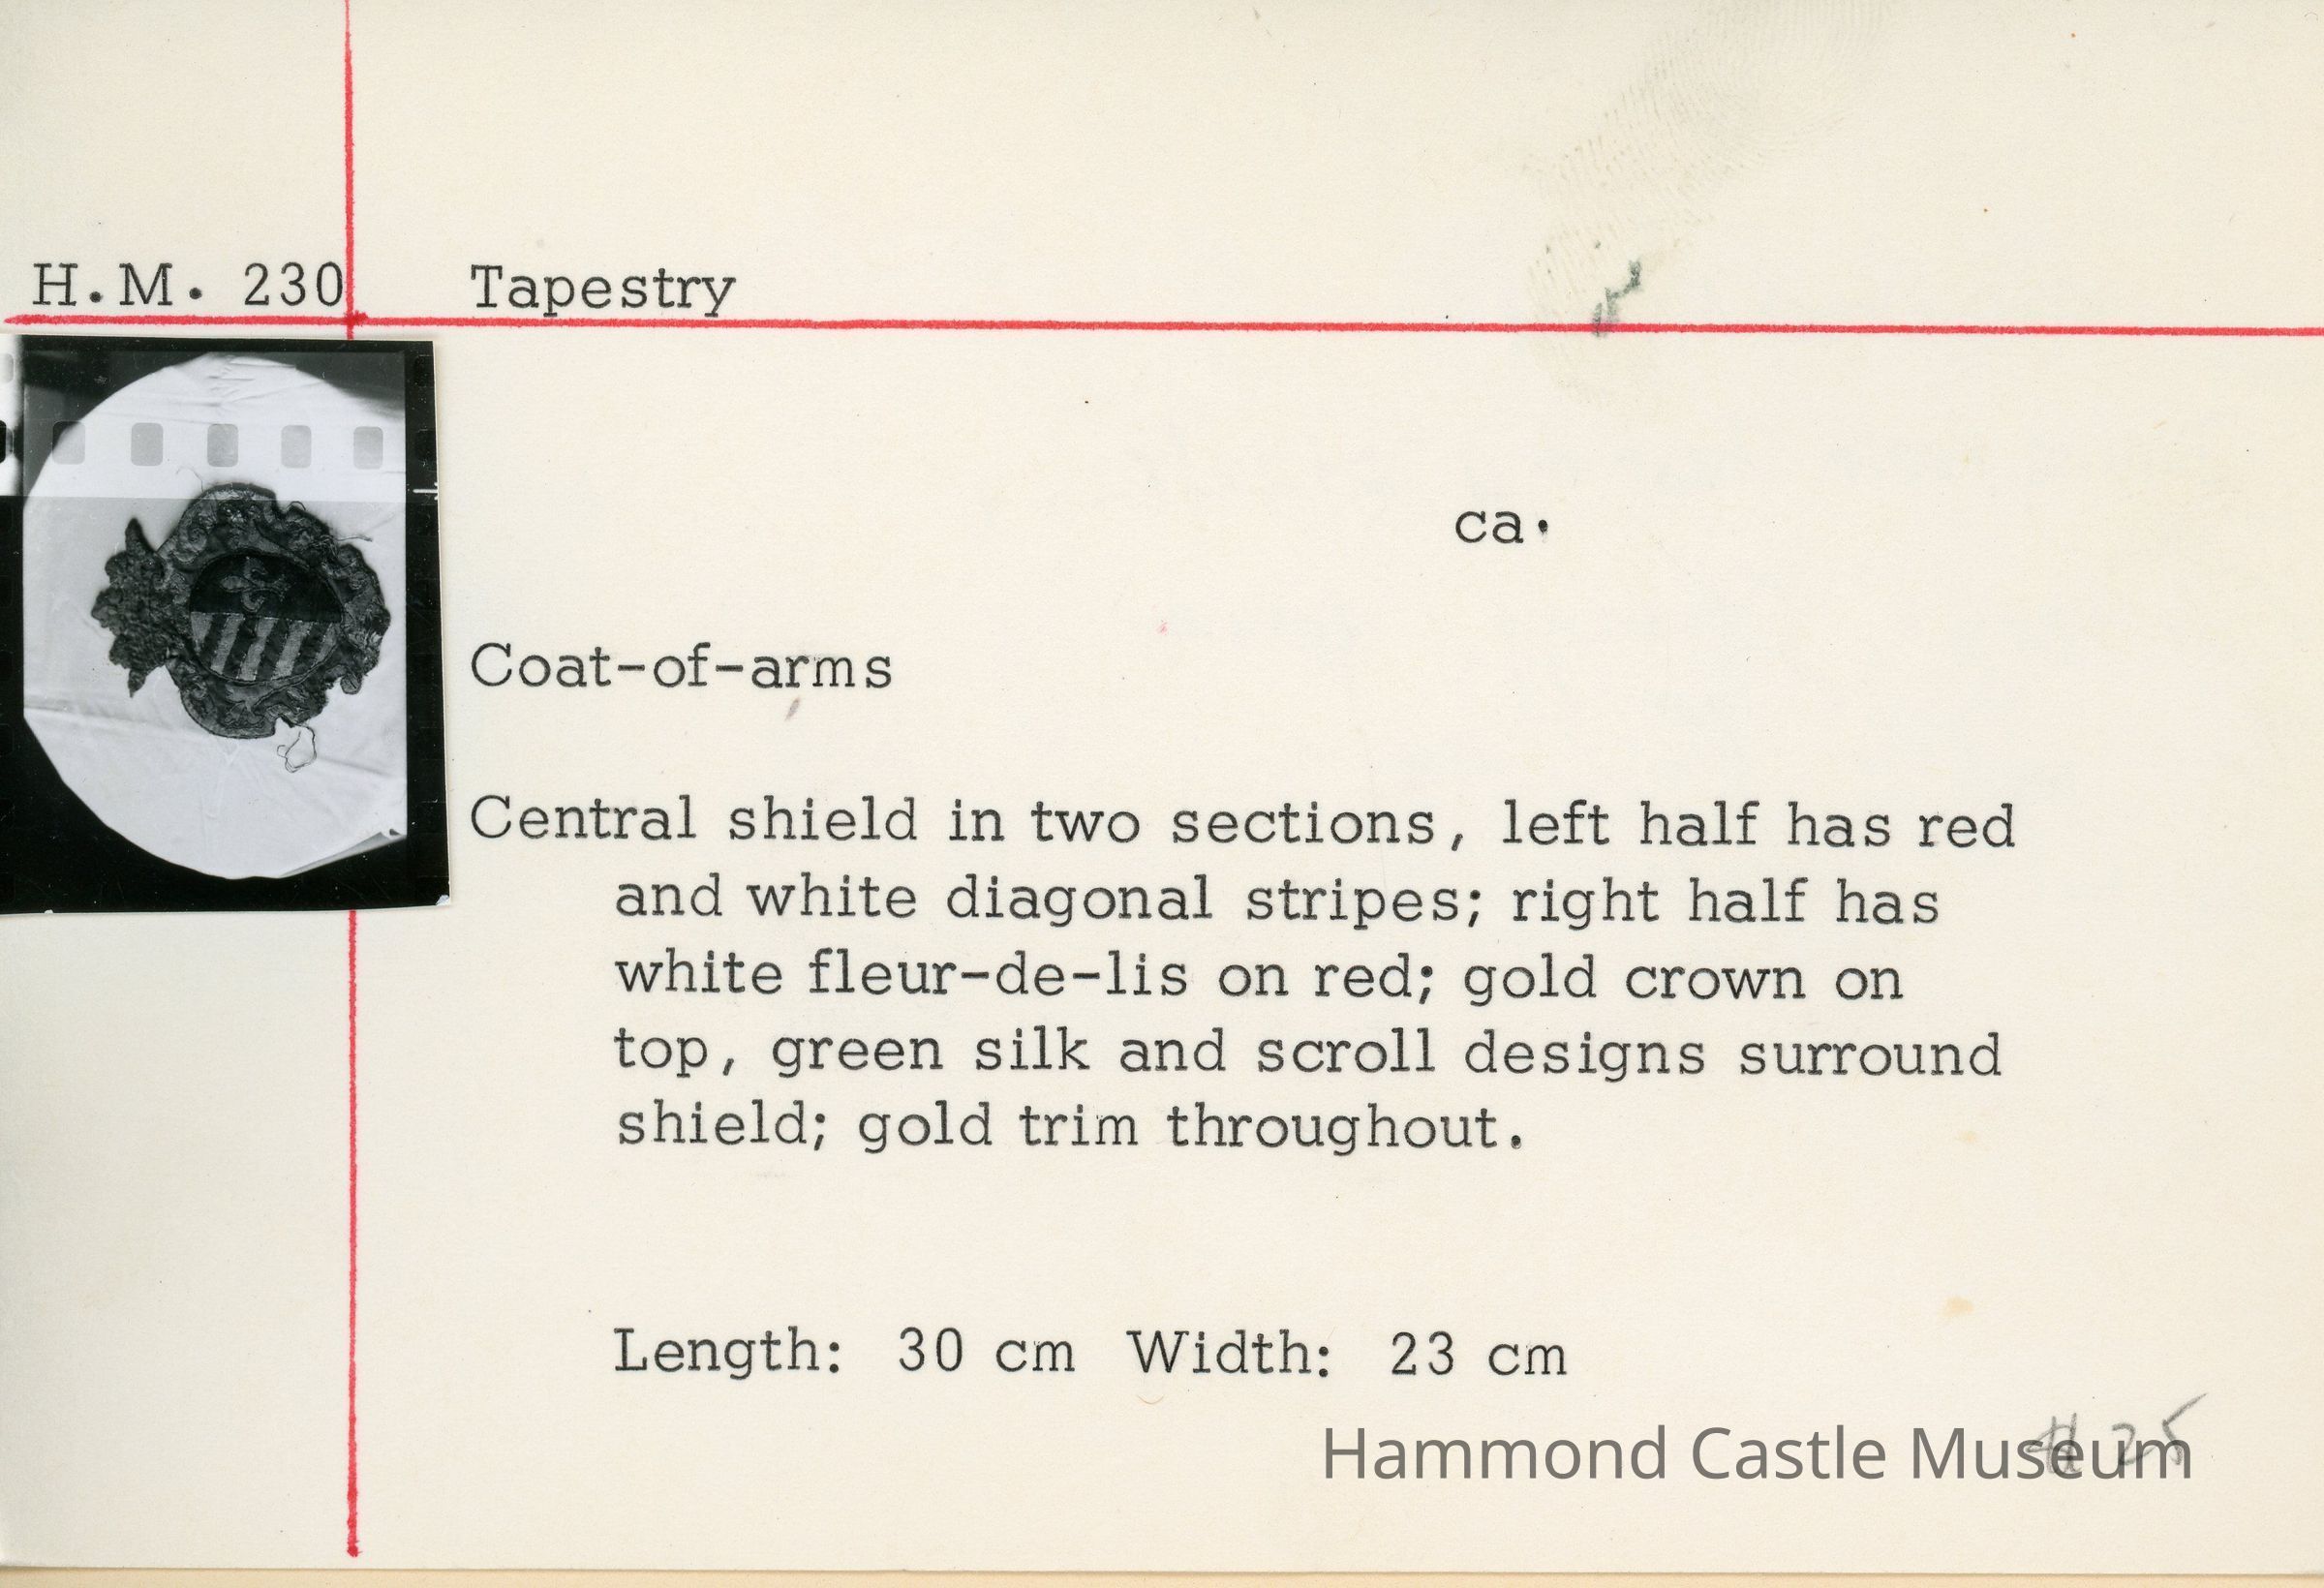 H.M. 230 Tapestry
ca.
Coat-of-arms
Central shield in two sections, left half has red
and white diagonal stripes; right half has
white fleur-de-lis on red; gold crown on
top, green silk and scroll designs surround
shield; gold trim throughout.
Length: 30 cm Width: 23 cm
Hammond Castle Museum
# 25